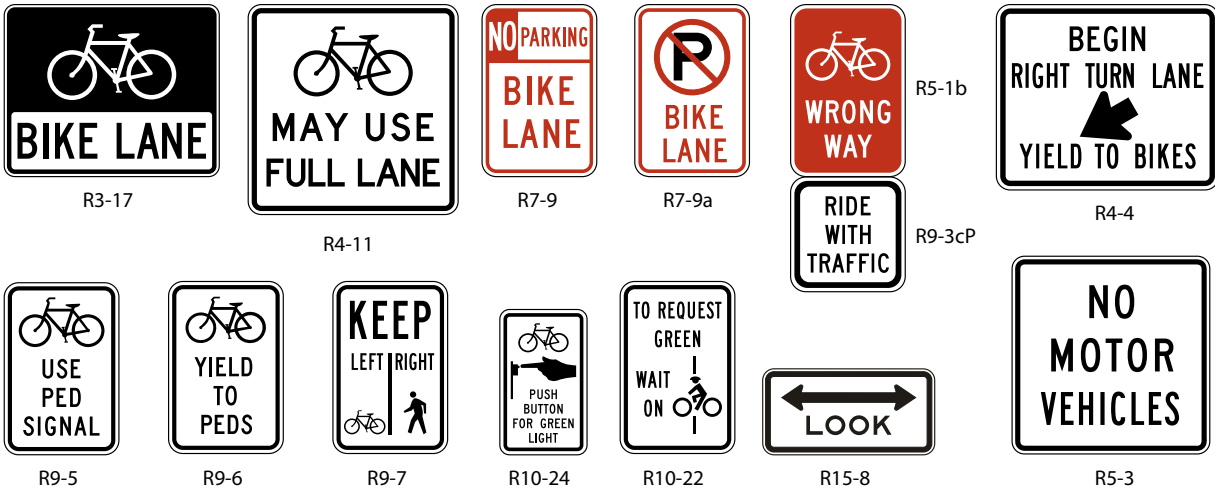 BIKE LANE
R3-17
MAY USE
FULL LANE
R4-11
NO PARKING
BIKE
LANE
R7-9
P
BIKE
LANE
R7-9a
WRONG
WAY
R5-1b
RIDE
WITH
TRAFFIC
R9-3cP
BEGIN
RIGHT TURN LANE
YIELD TO BIKES
R4-4
USE
PED
SIGNAL
R9-5
YIELD
TO
PEDS
R9-6
KEEP
LEFT RIGHT
R9-7
PUSH
BUTTON
FOR GREEN
LIGHT
R10-24
TO REQUEST
GREEN
WAIT
ON
R10-22
LOOK
R15-8
NO
MOTOR
VEHICLES
R5-3